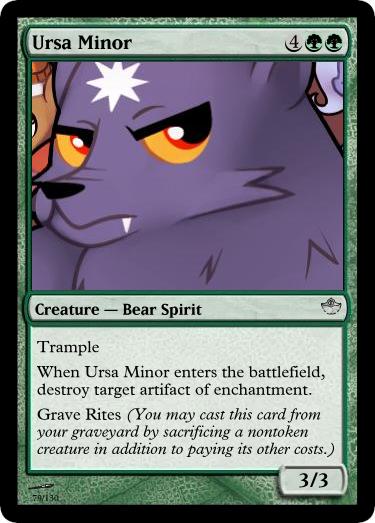 Ursa Minor 4
Creature — Bear Spirit
Trample
When Ursa Minor enters the battlefield,
destroy target artifact of enchantment.
Grave Rites (You may cast this card from
your graveyard by sacrificing a nontoken
creature in addition to paying its other costs.)
3/3
79/130